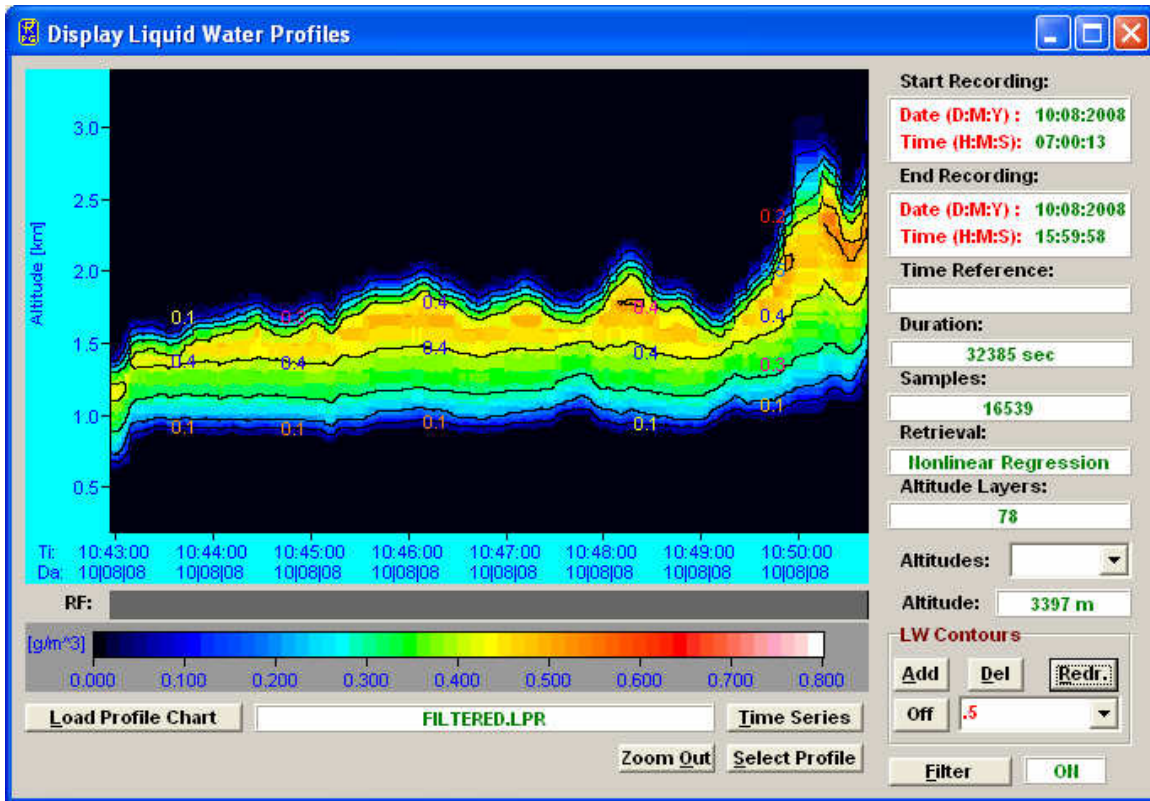 Display Liquid Water Profiles
Start Recording:
Date (D:M:Y) : 10:08:2008
Time (H:M:S): 07:00:13
End Recording:
Date (D:M:Y) : 10:08:2008
Time (H:M:S): 15:59:58
Time Reference:
Duration:
32385 sec
Samples:
16539
Retrieval:
Nonlinear Regression
Altitude Layers:
78
Altitudes:
Altitude: 3397 m
LW Contours
Add Del Redr.
Off .5
Filter ON
Altitude [km]
3.0
2.5
2.0
1.5
1.0
0.5
0.2
0.1 0.4 0.4
0.4
0.4 0.4 0.4 0.4
0.3
0.1
0.1 0.1 0.1 0.1
Ti: 10:43:00 10:44:00 10:45:00 10:46:00 10:47:00 10:48:00 10:49:00 10:50:00
Da: 10|08|08 10|08|08 10|08|08 10|08|08 10|08|08 10|08|08 10|08|08 10|08|08
RF:
[g/m^3]
0.000 0.100 0.200 0.300 0.400 0.500 0.600 0.700 0.800
Load Profile Chart FILTERED.LPR Time Series
Zoom Out Select Profile